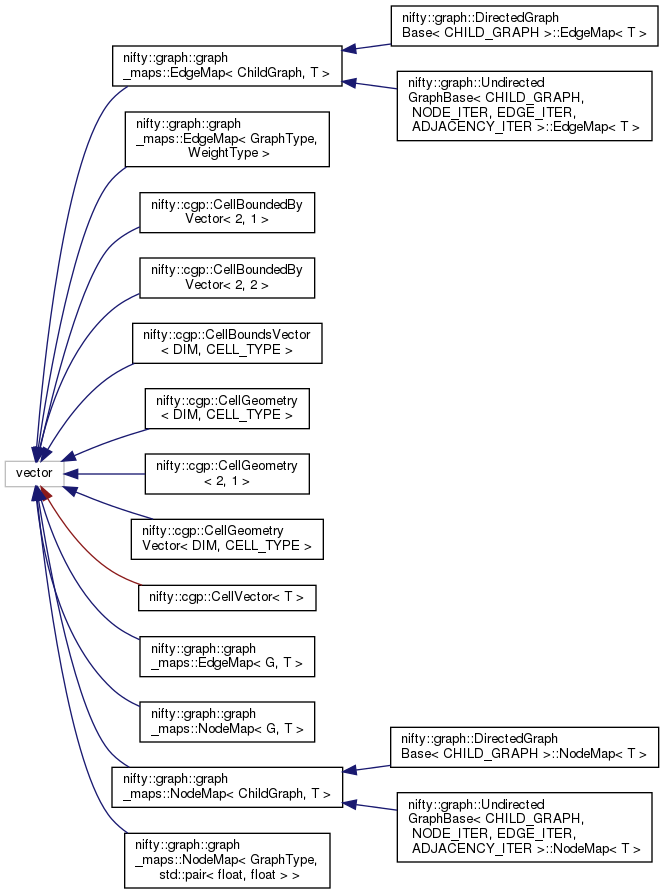 nifty::graph::DirectedGraph
Base< CHILD_GRAPH >::EdgeMap< T >
nifty::graph::graph
_maps::EdgeMap< ChildGraph, T >
nifty::graph::Undirected
GraphBase< CHILD_GRAPH,
NODE_ITER, EDGE_ITER,
ADJACENCY_ITER >::EdgeMap< T >
nifty::graph::graph
_maps::EdgeMap< GraphType,
WeightType >
nifty::cgp::CellBoundedBy
Vector< 2, 1 >
nifty::cgp::CellBoundedBy
Vector< 2, 2 >
nifty::cgp::CellBoundsVector
< DIM, CELL_TYPE >
nifty::cgp::CellGeometry
< DIM, CELL_TYPE >
vector
nifty::cgp::CellGeometry
< 2, 1 >
nifty::cgp::CellGeometry
Vector< DIM, CELL_TYPE >
nifty::cgp::CellVector< T >
nifty::graph::graph
_maps::EdgeMap< G, T >
nifty::graph::graph
_maps::NodeMap< G, T >
nifty::graph::DirectedGraph
Base< CHILD_GRAPH >::NodeMap< T >
nifty::graph::graph
_maps::NodeMap< ChildGraph, T >
nifty::graph::Undirected
GraphBase< CHILD_GRAPH,
NODE_ITER, EDGE_ITER,
ADJACENCY_ITER >::NodeMap< T >
nifty::graph::graph
_maps::NodeMap< GraphType,
std::pair< float, float > >